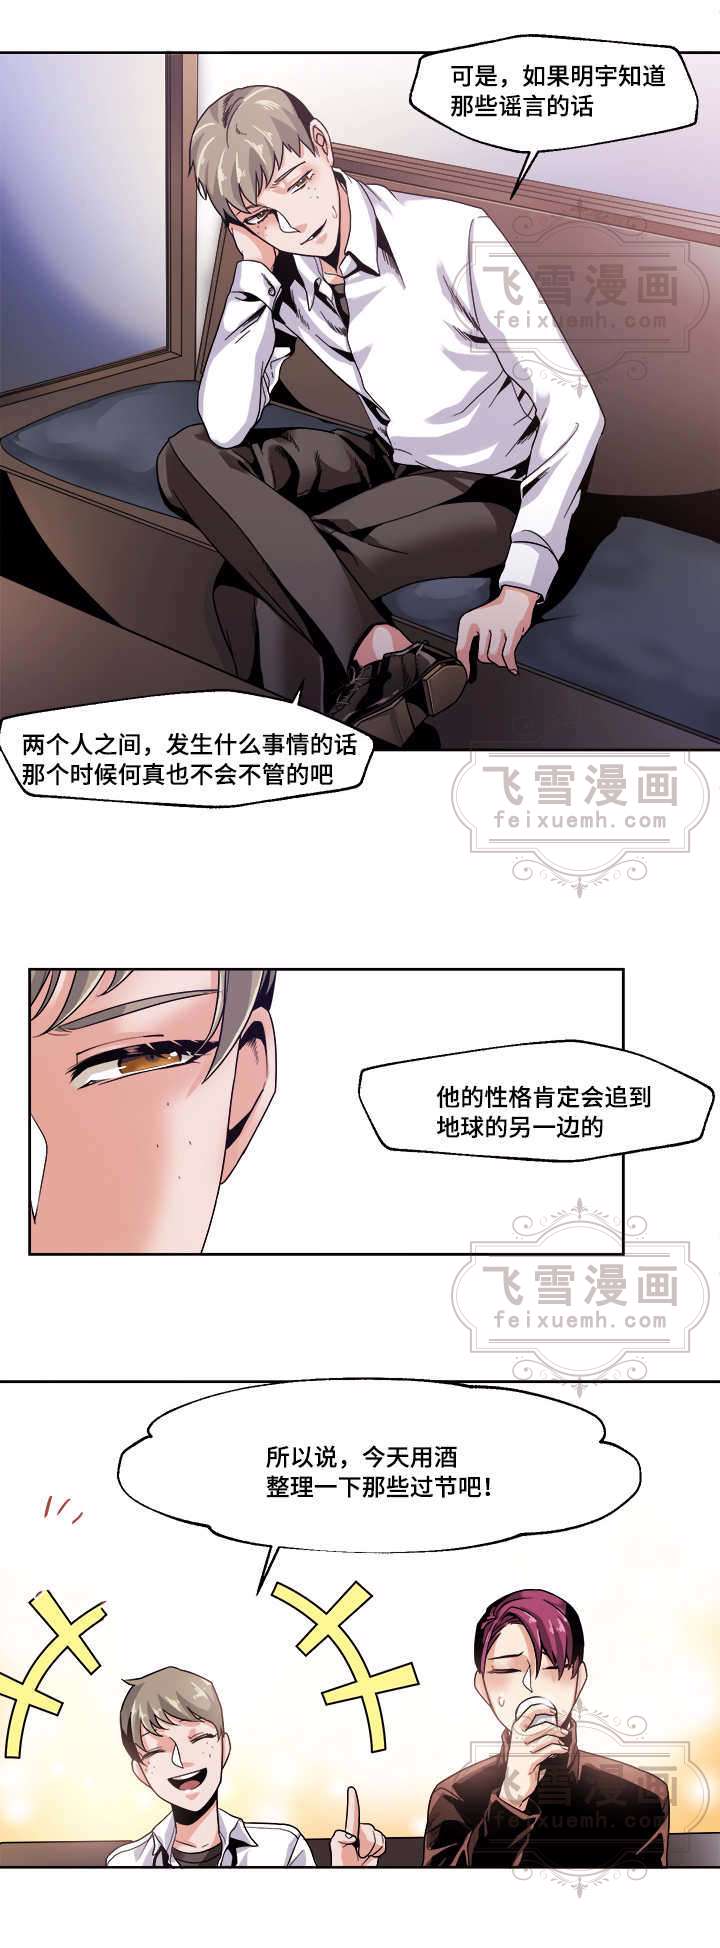 可是，如果明宇知道
那些谣言的话
飞雪漫画
feixuemh.com
两个人之间，发生什么事情的话
那个时候何真也不会不管的吧
飞雪漫画
feixuemh.com
他的性格肯定会追到
地球的另一边的
飞雪漫画
feixuemh.com
所以说，今天用酒
整理一下那些过节吧！
飞雪漫画
feixuemh.com